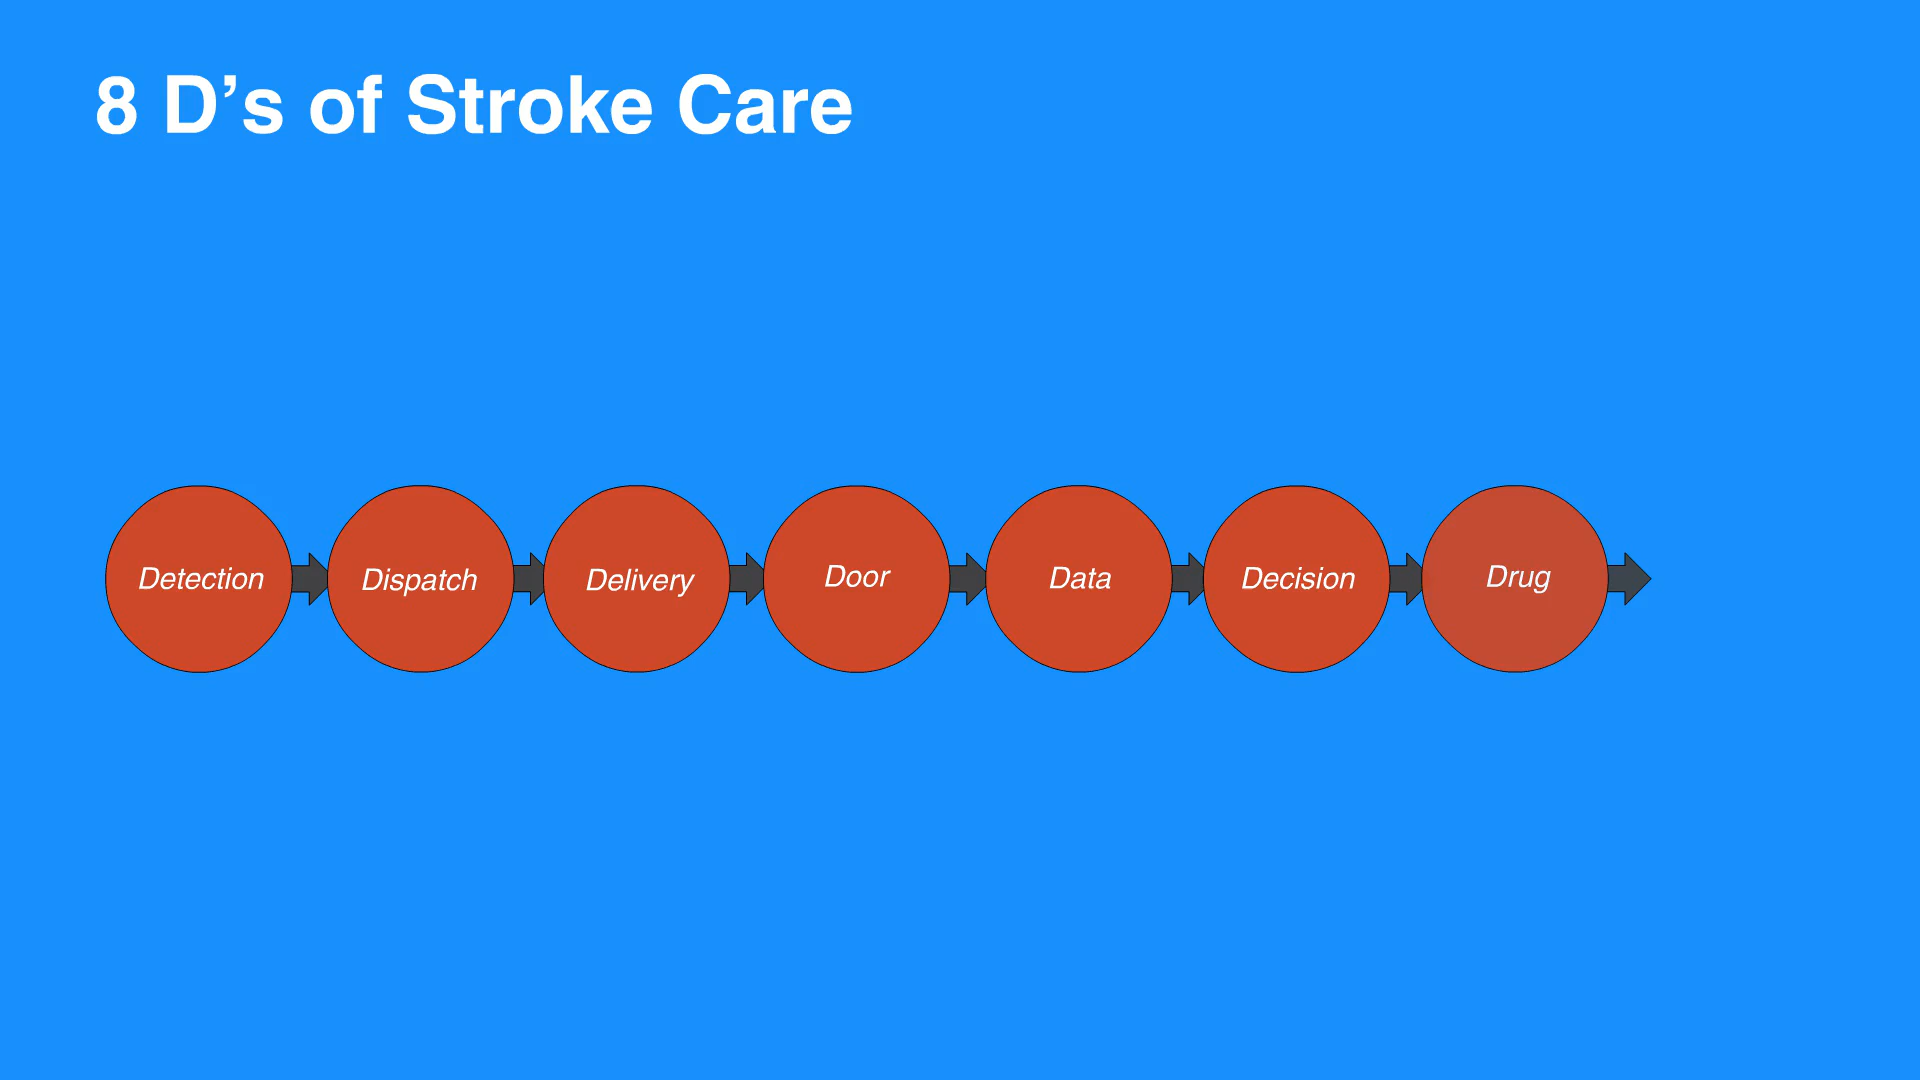 8 D’s of Stroke Care
Detection
Dispatch
Delivery
Door
Data
Decision
Drug